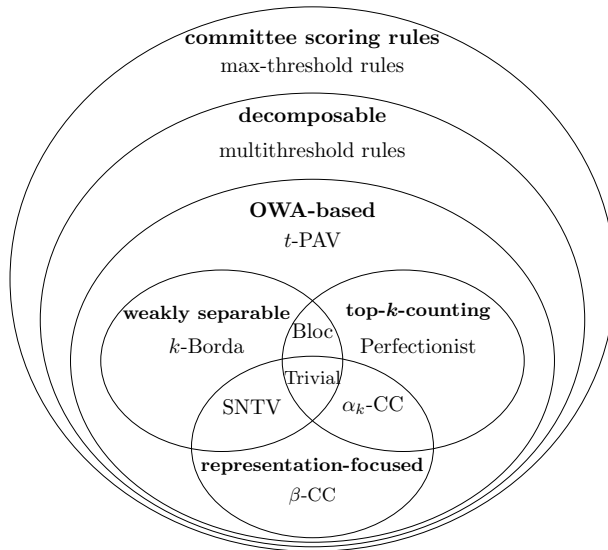 committee scoring rules
max-threshold rules
decomposable
multithreshold rules
OWA-based
t-PAV
weakly separable
top-k-counting
Bloc
k-Borda
Perfectionist
Trivial
SNTV
αₖ-CC
representation-focused
β-CC